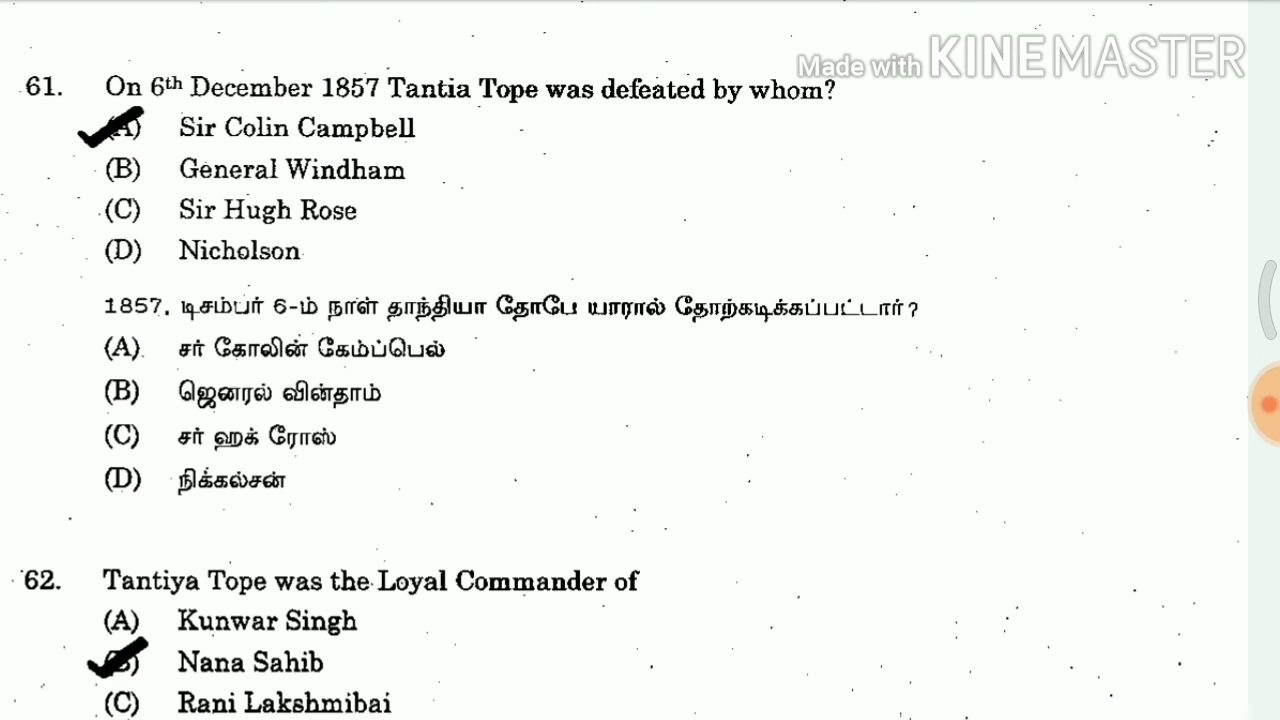 Made with KINEMASTER
61. On 6th December 1857 Tantia Tope was defeated by whom?
(A) Sir Colin Campbell
(B) General Windham
(C) Sir Hugh Rose
(D) Nicholson
1857, டிசம்பர் 6-ம் நாள் தாந்தியா தோபே யாரால் தோற்கடிக்கப்பட்டார்?
(A) சர் கோலின் கேம்ப்பெல்
(B) ஜெனரல் வின்தாம்
(C) சர் ஹக் ரோஸ்
(D) நிக்கல்சன்
62. Tantiya Tope was the Loyal Commander of
(A) Kunwar Singh
(B) Nana Sahib
(C) Rani Lakshmibai